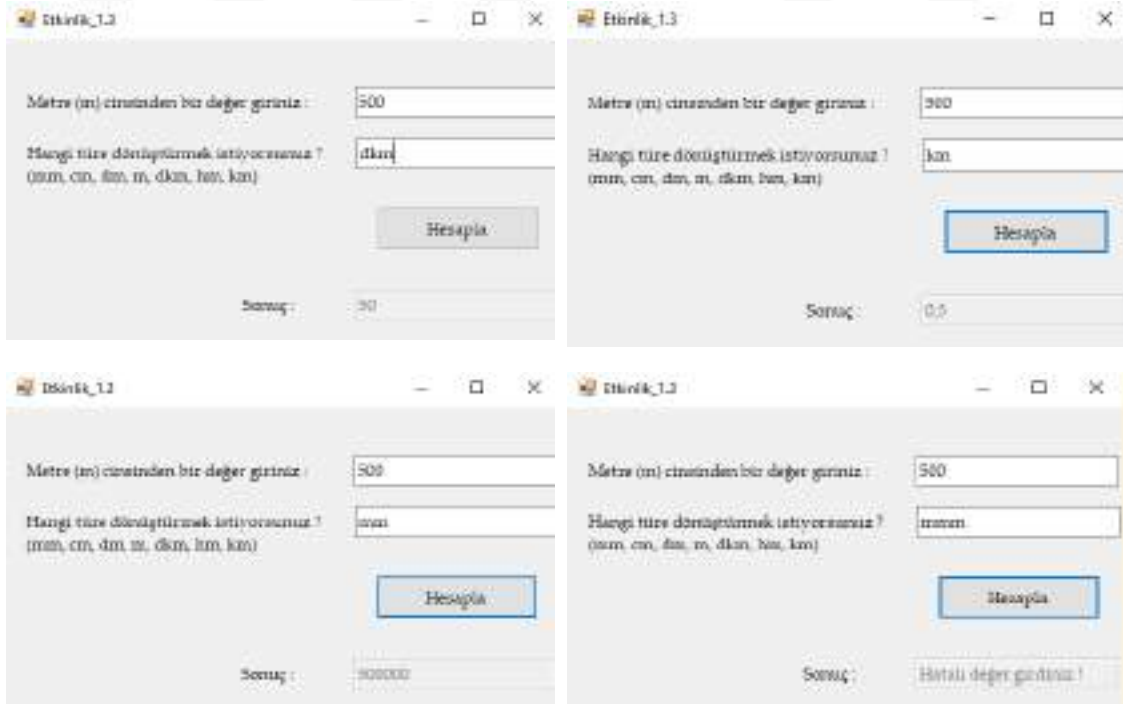 Etkinlik_1.3
Metre (m) cinsinden bir değer giriniz :
500
Hangi türe dönüştürmek istiyorsunuz ?
dkm
(mm, cm, dm, m, dkm, hm, km)
Hesapla
Sonuç :
50
Etkinlik_1.3
Metre (m) cinsinden bir değer giriniz :
500
Hangi türe dönüştürmek istiyorsunuz ?
km
(mm, cm, dm, m, dkm, hm, km)
Hesapla
Sonuç :
0,5
Etkinlik_1.3
Metre (m) cinsinden bir değer giriniz :
500
Hangi türe dönüştürmek istiyorsunuz ?
mm
(mm, cm, dm, m, dkm, hm, km)
Hesapla
Sonuç :
500000
Etkinlik_1.3
Metre (m) cinsinden bir değer giriniz :
500
Hangi türe dönüştürmek istiyorsunuz ?
mmm
(mm, cm, dm, m, dkm, hm, km)
Hesapla
Sonuç :
Hatalı değer girdiniz !